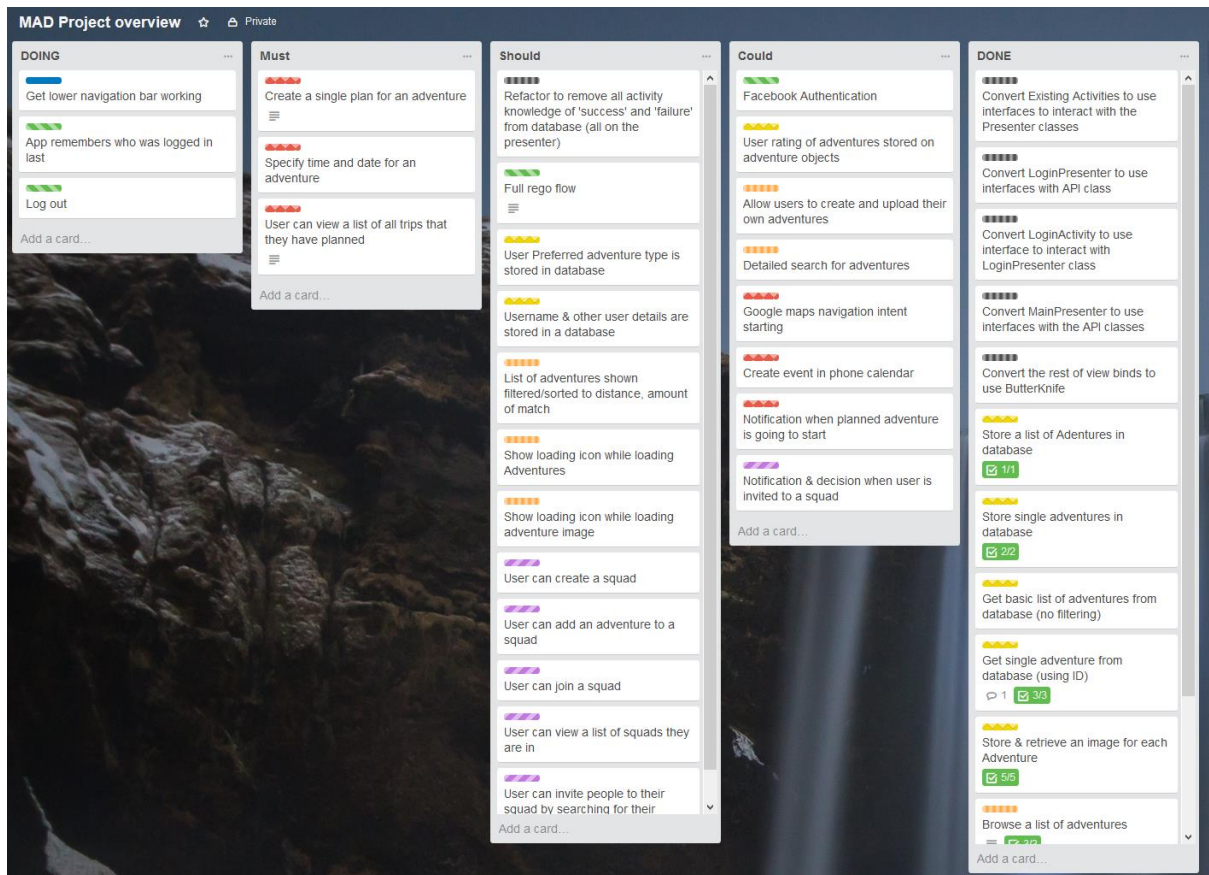 MAD Project overview
Private
DOING
Get lower navigation bar working
App remembers who was logged in
last
Log out
Add a card...
Must
Create a single plan for an adventure
Specify time and date for an
adventure
User can view a list of all trips that
they have planned
Add a card...
Should
Refactor to remove all activity
knowledge of 'success' and 'failure'
from database (all on the
presenter)
Full rego flow
User Preferred adventure type is
stored in database
Username & other user details are
stored in a database
List of adventures shown
filtered/sorted to distance, amount
of match
Show loading icon while loading
Adventures
Show loading icon while loading
adventure image
User can create a squad
User can add an adventure to a
squad
User can join a squad
User can view a list of squads they
are in
User can invite people to their
squad by searching for their
Add a card...
Could
Facebook Authentication
User rating of adventures stored on
adventure objects
Allow users to create and upload their
own adventures
Detailed search for adventures
Google maps navigation intent
starting
Create event in phone calendar
Notification when planned adventure
is going to start
Notification & decision when user is
invited to a squad
Add a card...
DONE
Convert Existing Activities to use
interfaces to interact with the
Presenter classes
Convert LoginPresenter to use
interfaces with API class
Convert LoginActivity to use
interface to interact with
LoginPresenter class
Convert MainPresenter to use
interfaces with the API classes
Convert the rest of view binds to
use ButterKnife
Store a list of Adentures in
database
1/1
Store single adventures in
database
2/2
Get basic list of adventures from
database (no filtering)
Get single adventure from
database (using ID)
1 3/3
Store & retrieve an image for each
Adventure
5/5
Browse a list of adventures
Add a card...